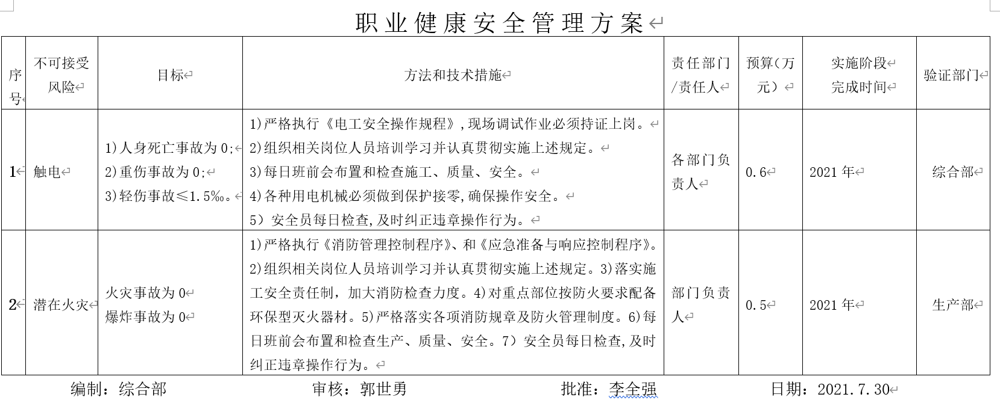 职业健康安全管理方案
序号
不可接受
风险
目标
方法和技术措施
责任部门
/责任人
预算（万
元）
实施阶段
完成时间
验证部门
1
触电
1)人身死亡事故为0;
2)重伤事故为0;
3)轻伤事故≤1.5‰。
1)严格执行《电工安全操作规程》,现场调试作业必须持证上岗。
2)组织相关岗位人员培训学习并认真贯彻实施上述规定。
3)每日班前会布置和检查施工、质量、安全。
4)各种用电机械必须做到保护接零,确保操作安全。
5）安全员每日检查,及时纠正违章操作行为。
各部门负
责人
0.6
2021年
综合部
2
潜在火灾
火灾事故为0
爆炸事故为0
1)严格执行《消防管理控制程序》、和《应急准备与响应控制程序》。
2)组织相关岗位人员培训学习并认真贯彻实施上述规定。3)落实施
工安全责任制，加大消防检查力度。4)对重点部位按防火要求配备
环保型灭火器材。5)严格落实各项消防规章及防火管理制度。6)每
日班前会布置和检查生产、质量、安全。7）安全员每日检查,及时
纠正违章操作行为。
部门负责
人
0.5
2021年
生产部
编制：综合部 审核：郭世勇 批准：李全强 日期：2021.7.30